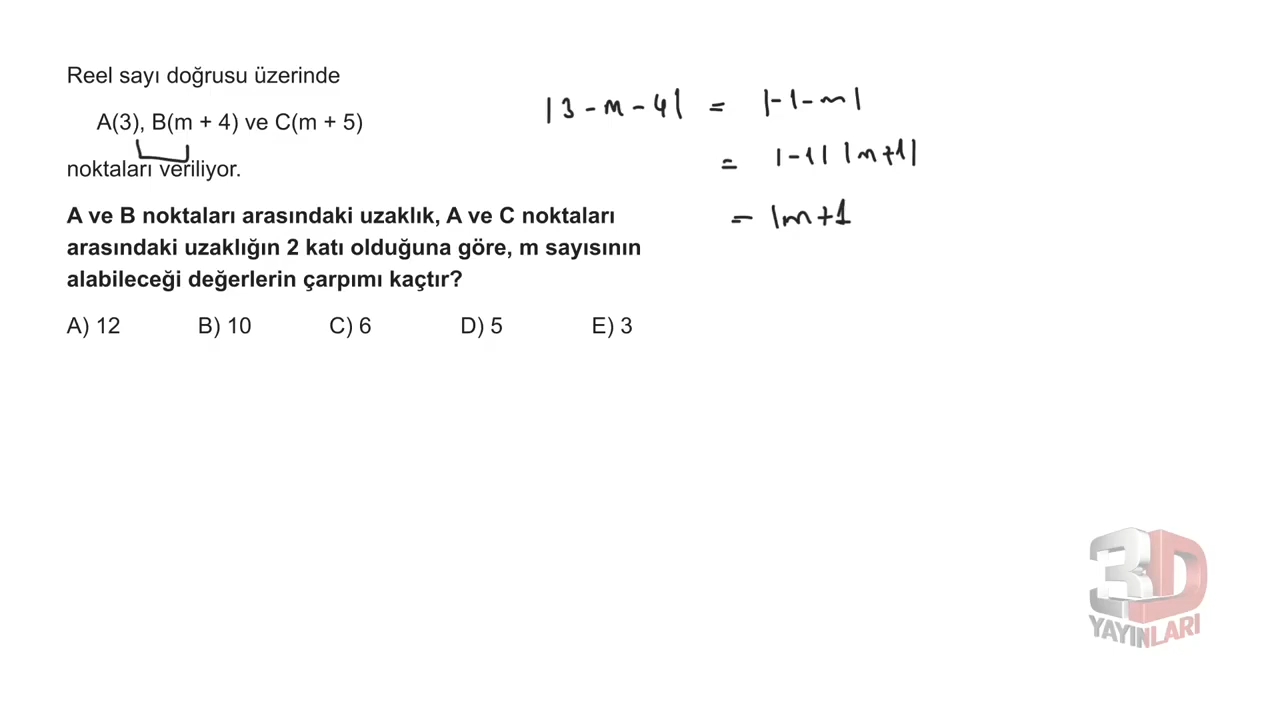 Reel sayı doğrusu üzerinde
A(3), B(m + 4) ve C(m + 5)
noktaları veriliyor.
A ve B noktaları arasındaki uzaklık, A ve C noktaları
arasındaki uzaklığın 2 katı olduğuna göre, m sayısının
alabileceği değerlerin çarpımı kaçtır?
A) 12 B) 10 C) 6 D) 5 E) 3
|3 - m - 4| = |-1 - m|
= |-1| |m+1|
= |m+1
3D
YAYINLARI